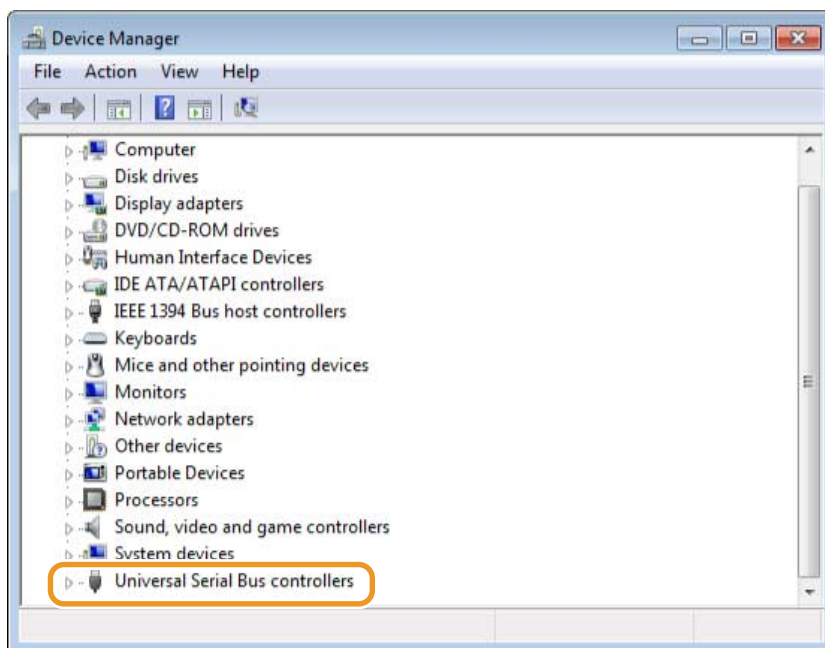 Device Manager
File Action View Help
Computer
Disk drives
Display adapters
DVD/CD-ROM drives
Human Interface Devices
IDE ATA/ATAPI controllers
IEEE 1394 Bus host controllers
Keyboards
Mice and other pointing devices
Monitors
Network adapters
Other devices
Portable Devices
Processors
Sound, video and game controllers
System devices
Universal Serial Bus controllers